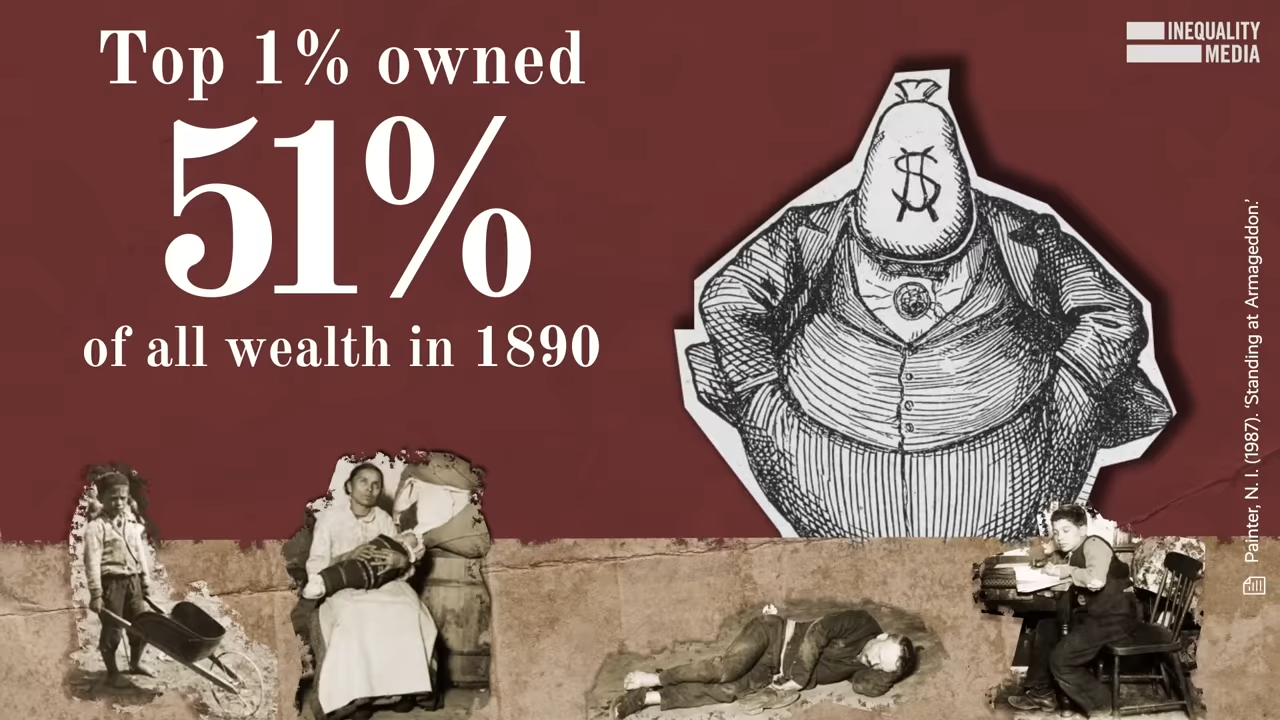 Top 1% owned
51%
of all wealth in 1890
INEQUALITY
MEDIA
$
Painter, N. I. (1987). 'Standing at Armageddon.'